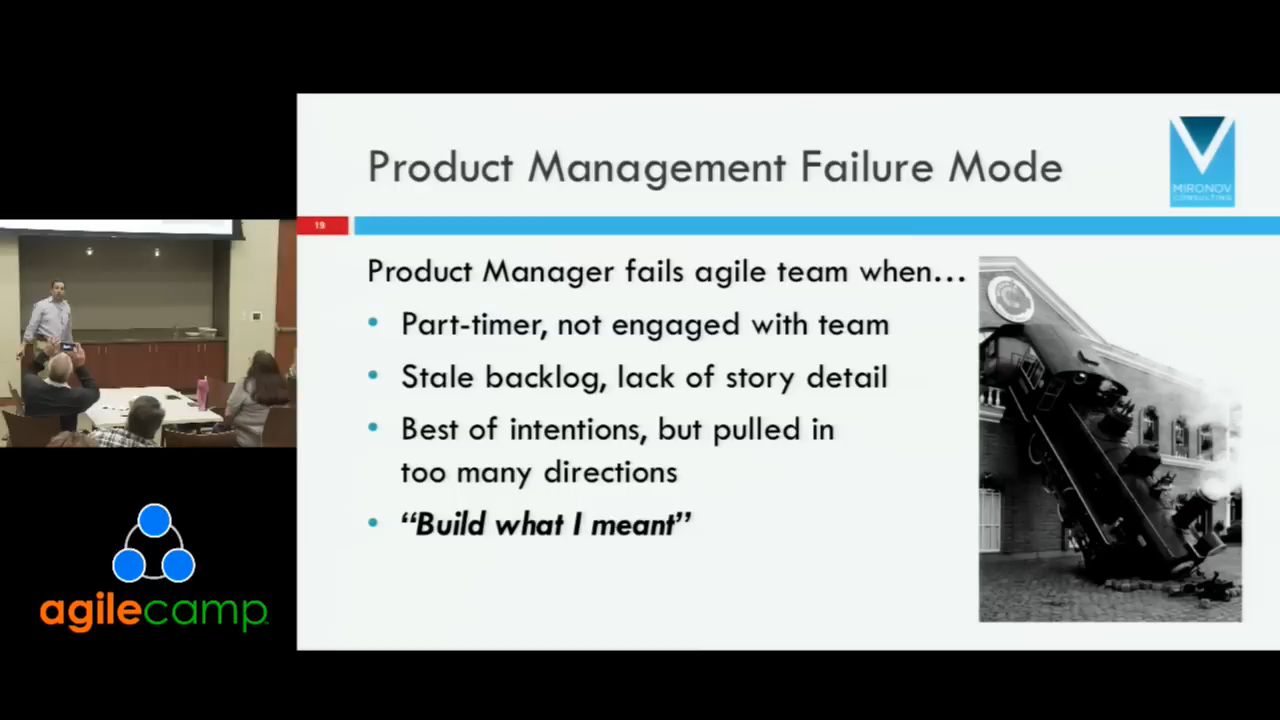 Product Management Failure Mode
MIRONOV
CONSULTING
19
Product Manager fails agile team when...
• Part-timer, not engaged with team
• Stale backlog, lack of story detail
• Best of intentions, but pulled in
too many directions
• “Build what I meant”
agilecamp